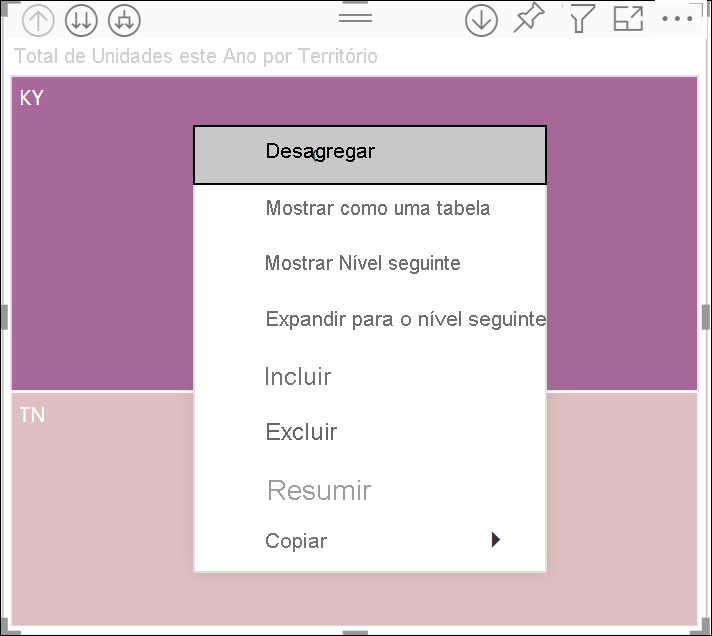 Total de Unidades este Ano por Território
KY
Desagregar
Mostrar como uma tabela
Mostrar Nível seguinte
Expandir para o nível seguinte
Incluir
TN
Excluir
Resumir
Copiar